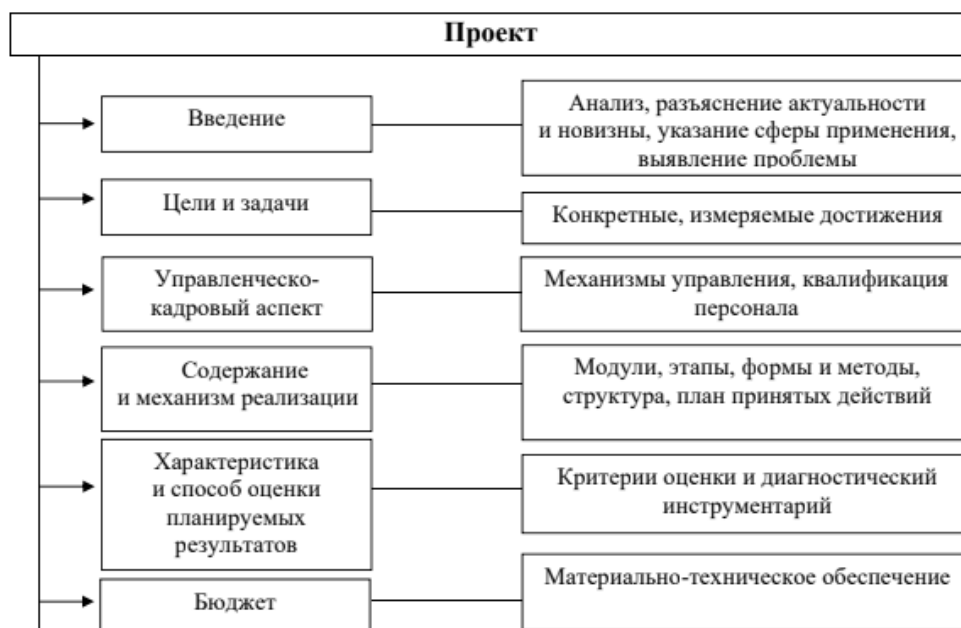 Проект
Введение
Анализ, разъяснение актуальности
и новизны, указание сферы применения,
выявление проблемы
Цели и задачи
Конкретные, измеряемые достижения
Управленческо-
кадровый аспект
Механизмы управления, квалификация
персонала
Содержание
и механизм реализации
Модули, этапы, формы и методы,
структура, план принятых действий
Характеристика
и способ оценки
планируемых
результатов
Критерии оценки и диагностический
инструментарий
Бюджет
Материально-техническое обеспечение